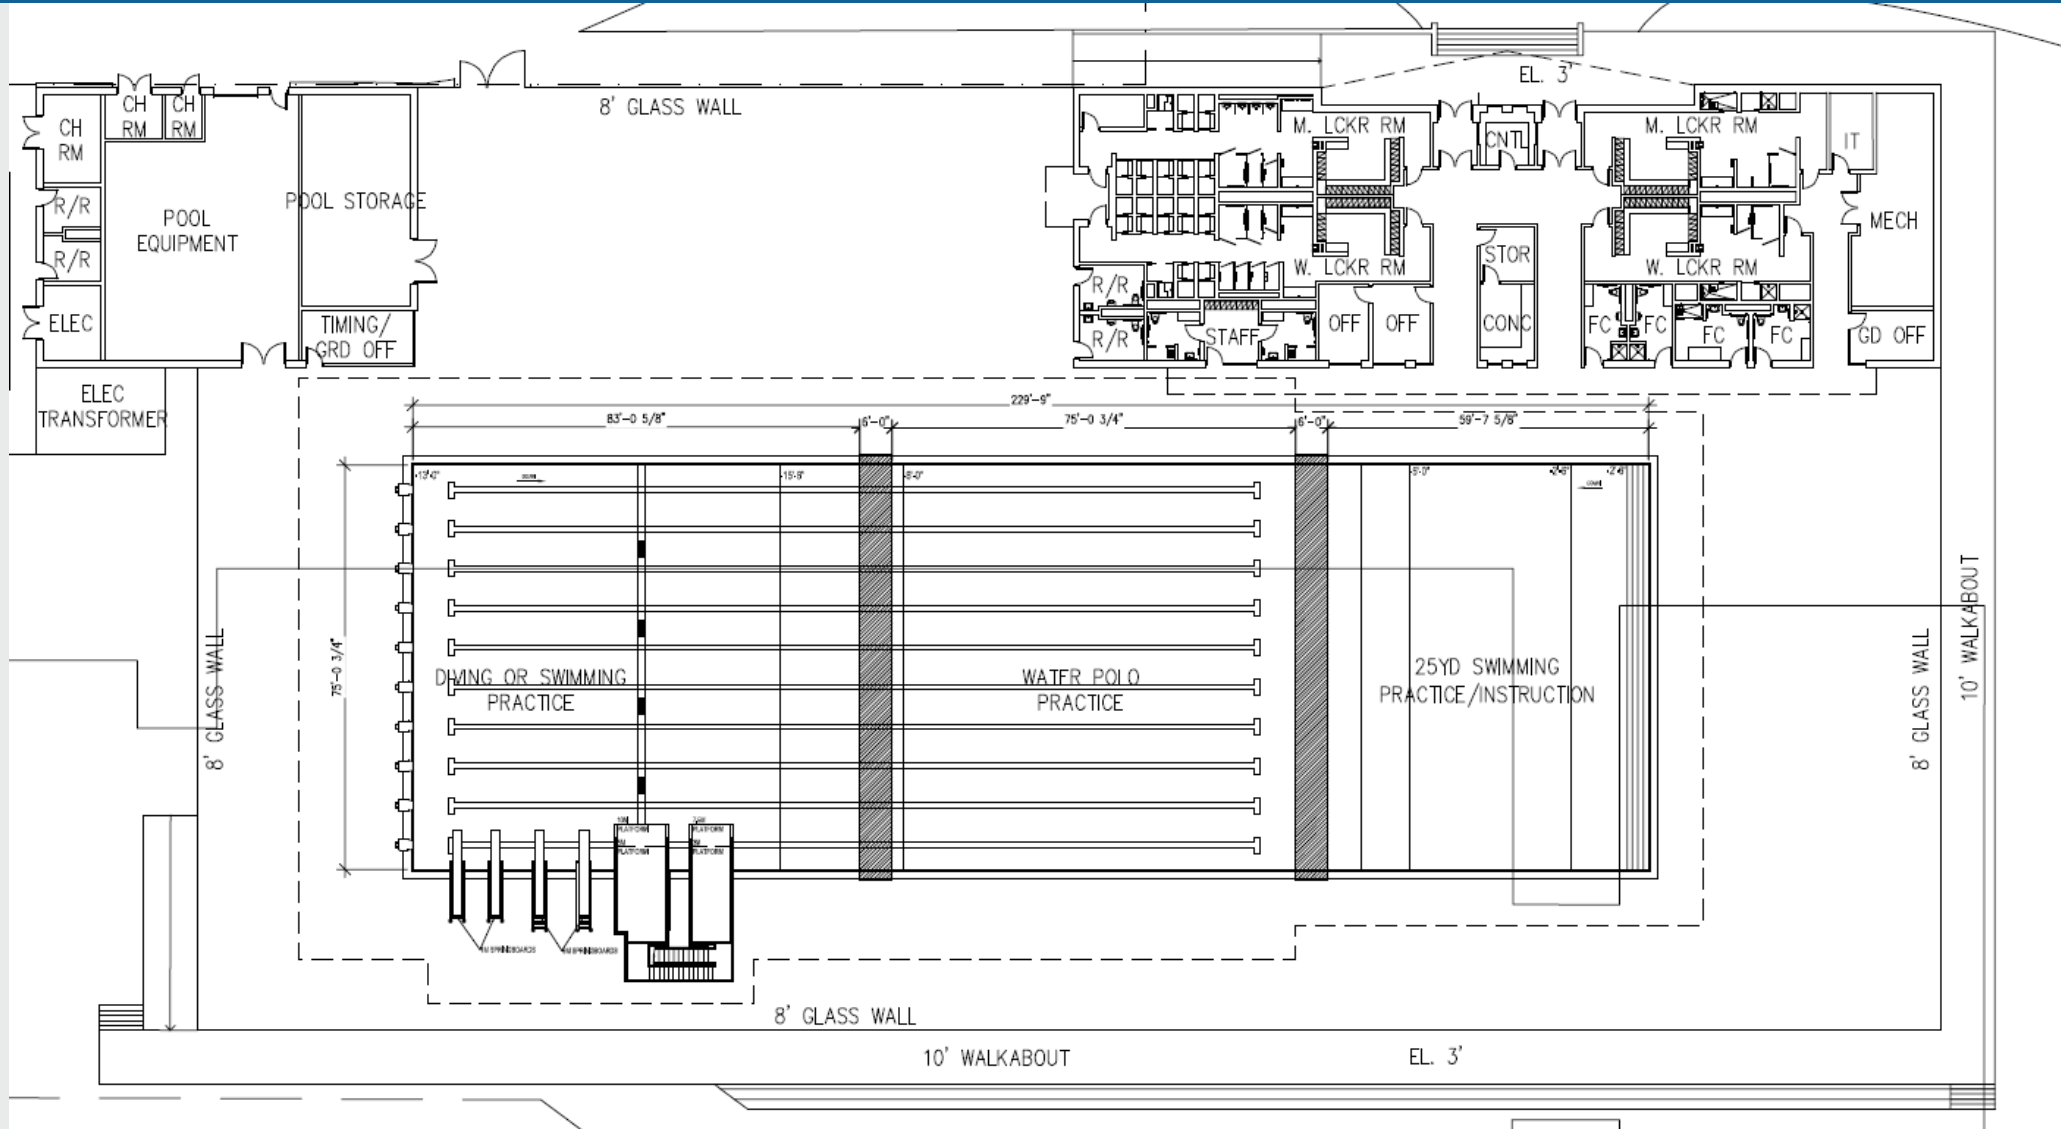 EL. 3'
8' GLASS WALL
CH
RM
CH
RM
CH
RM
M. LCKR RM
CNTL
M. LCKR RM
IT
R/R
POOL STORAGE
POOL
EQUIPMENT
MECH
R/R
STOR
W. LCKR RM
W. LCKR RM
R/R
ELEC
TIMING/
GRD OFF
R/R
STAFF
OFF
OFF
CONC
FC
FC
FC
FC
GD OFF
ELEC
TRANSFORMER
229'-9"
83'-0 5/8"
6'-0"
75'-0 3/4"
6'-0"
59'-7 5/8"
75'-0 3/4"
DIVING OR SWIMMING
PRACTICE
WATER POLO
PRACTICE
25YD SWIMMING
PRACTICE/INSTRUCTION
8' GLASS WALL
8' GLASS WALL
10' WALKABOUT
PLATFORM
PLATFORM
PLATFORM
PLATFORM
8' GLASS WALL
10' WALKABOUT
EL. 3'